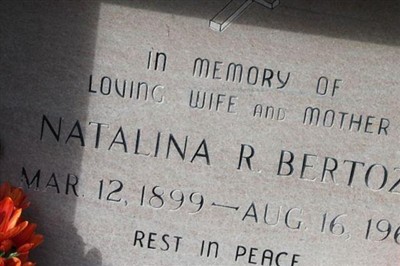 IN MEMORY OF
LOVING WIFE AND MOTHER
NATALINA R. BERTOZ
MAR. 12, 1899 — AUG. 16, 196
REST IN PEACE